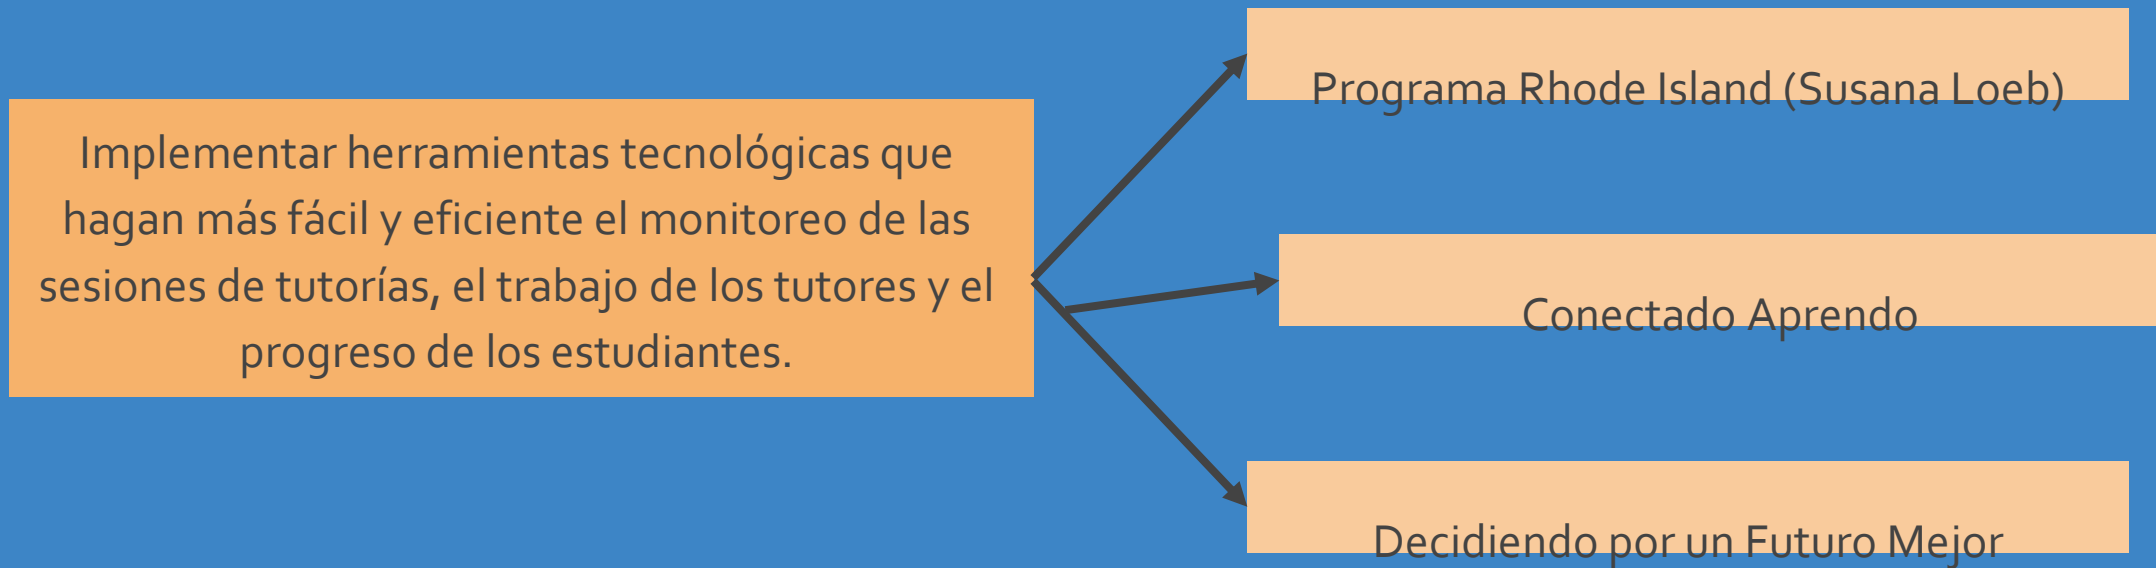 Implementar herramientas tecnológicas que
hagan más fácil y eficiente el monitoreo de las
sesiones de tutorías, el trabajo de los tutores y el
progreso de los estudiantes.
Programa Rhode Island (Susana Loeb)
Conectado Aprendo
Decidiendo por un Futuro Mejor